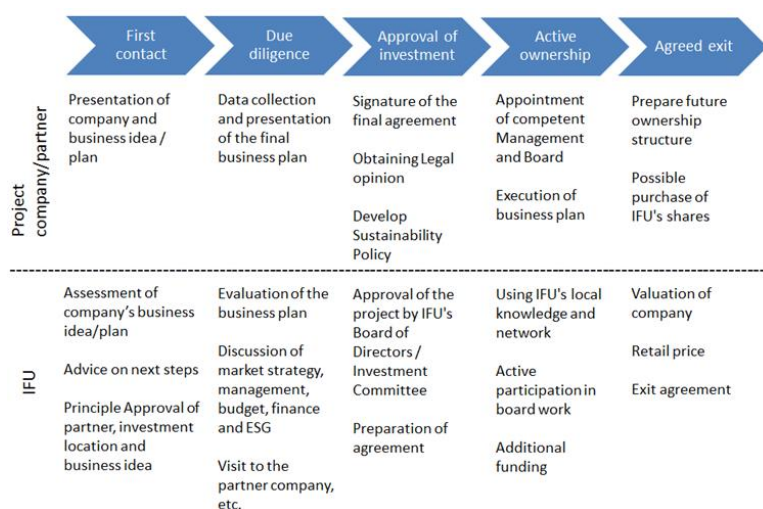 First
contact
Due
diligence
Approval of
investment
Active
ownership
Agreed exit
Project
company/partner
Presentation of
company and
business idea /
plan
Data collection
and presentation
of the final
business plan
Signature of the
final agreement
Obtaining Legal
opinion
Develop
Sustainability
Policy
Appointment
of competent
Management
and Board
Execution of
business plan
Prepare future
ownership
structure
Possible
purchase of
IFU's shares
IFU
Assessment of
company's business
idea/plan
Advice on next steps
Principle Approval of
partner, investment
location and
business idea
Evaluation of the
business plan
Discussion of
market strategy,
management,
budget, finance
and ESG
Visit to the
partner company,
etc.
Approval of the
project by IFU's
Board of
Directors /
Investment
Committee
Preparation of
agreement
Using IFU's local
knowledge and
network
Active
participation in
board work
Additional
funding
Valuation of
company
Retail price
Exit agreement